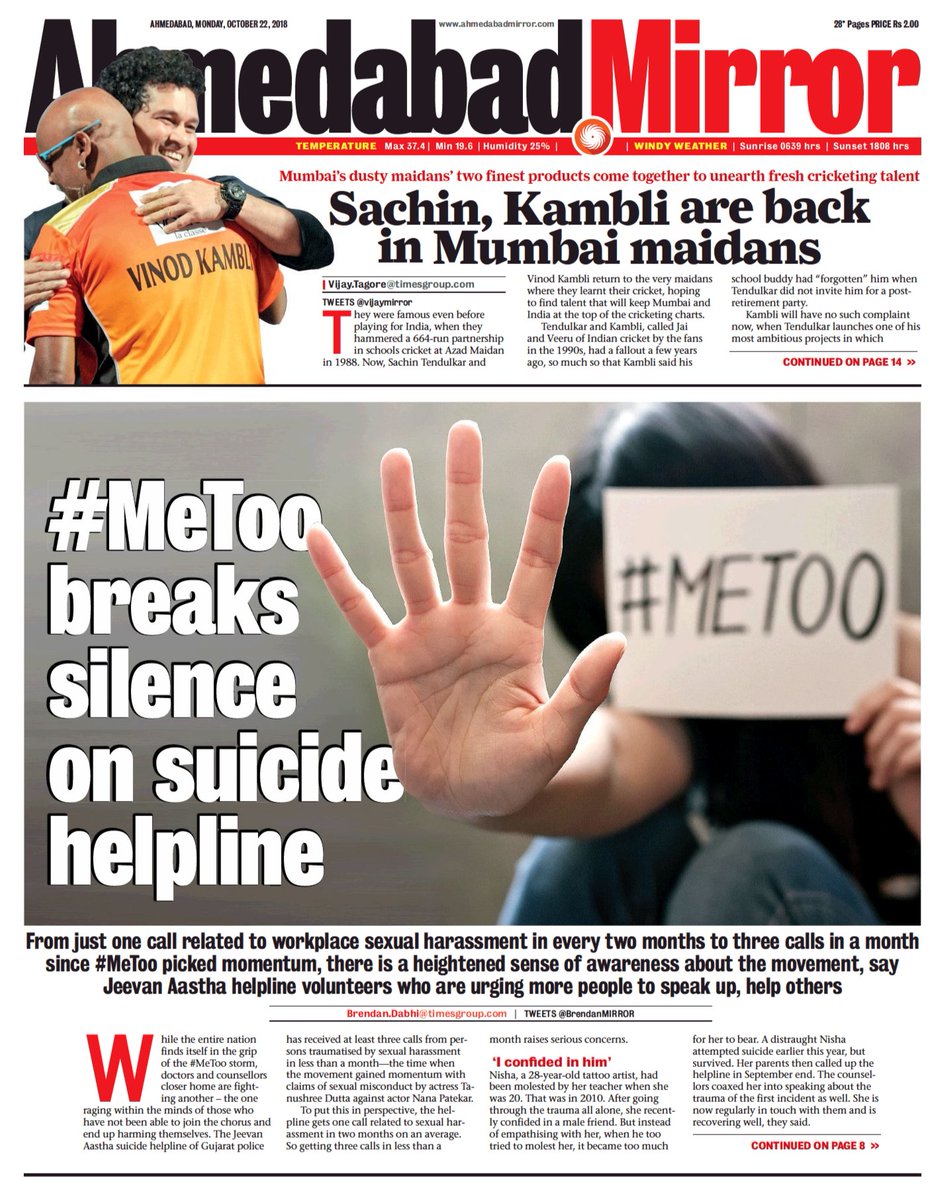 AHMEDABAD, MONDAY, OCTOBER 22, 2018
www.ahmedabadmirror.com
28* Pages PRICE Rs 2.00
Ahmedabad Mirror
TEMPERATURE Max 37.4 | Min 19.6 | Humidity 25% |
| WINDY WEATHER | Sunrise 0639 hrs | Sunset 1808 hrs
Mumbai's dusty maidans' two finest products come together to unearth fresh cricketing talent
Sachin, Kambli are back
in Mumbai maidans
la classe
VINOD KAMBLI
Vijay.Tagore@timesgroup.com
TWEETS @vijaymirror
They were famous even before
playing for India, when they
hammered a 664-run partnership
in schools cricket at Azad Maidan
in 1988. Now, Sachin Tendulkar and
Vinod Kambli return to the very maidans
where they learnt their cricket, hoping
to find talent that will keep Mumbai and
India at the top of the cricketing charts.
Tendulkar and Kambli, called Jai
and Veeru of Indian cricket by the fans
in the 1990s, had a fallout a few years
ago, so much so that Kambli said his
school buddy had “forgotten” him when
Tendulkar did not invite him for a post-
retirement party.
Kambli will have no such complaint
now, when Tendulkar launches one of his
most ambitious projects in which
CONTINUED ON PAGE 14 >>
#MeToo
breaks
silence
on suicide
helpline
#METOO
From just one call related to workplace sexual harassment in every two months to three calls in a month
since #MeToo picked momentum, there is a heightened sense of awareness about the movement, say
Jeevan Aastha helpline volunteers who are urging more people to speak up, help others
Brendan.Dabhi@timesgroup.com | TWEETS @BrendanMIRROR
While the entire nation
finds itself in the grip
of the #MeToo storm,
doctors and counsellors
closer home are fight-
ing another – the one
raging within the minds of those who
have not been able to join the chorus and
end up harming themselves. The Jeevan
Aastha suicide helpline of Gujarat police
has received at least three calls from per-
sons traumatised by sexual harassment
in less than a month—the time when
the movement gained momentum with
claims of sexual misconduct by actress Ta-
nushree Dutta against actor Nana Patekar.
To put this in perspective, the hel-
pline gets one call related to sexual har-
assment in two months on an average.
So getting three calls in less than a
month raises serious concerns.
‘I confided in him’
Nisha, a 28-year-old tattoo artist, had
been molested by her teacher when she
was 20. That was in 2010. After going
through the trauma all alone, she recent-
ly confided in a male friend. But instead
of empathising with her, when he too
tried to molest her, it became too much
for her to bear. A distraught Nisha
attempted suicide earlier this year, but
survived. Her parents then called up the
helpline in September end. The counsel-
lors coaxed her into speaking about the
trauma of the first incident as well. She is
now regularly in touch with them and is
recovering well, they said.
CONTINUED ON PAGE 8 >>